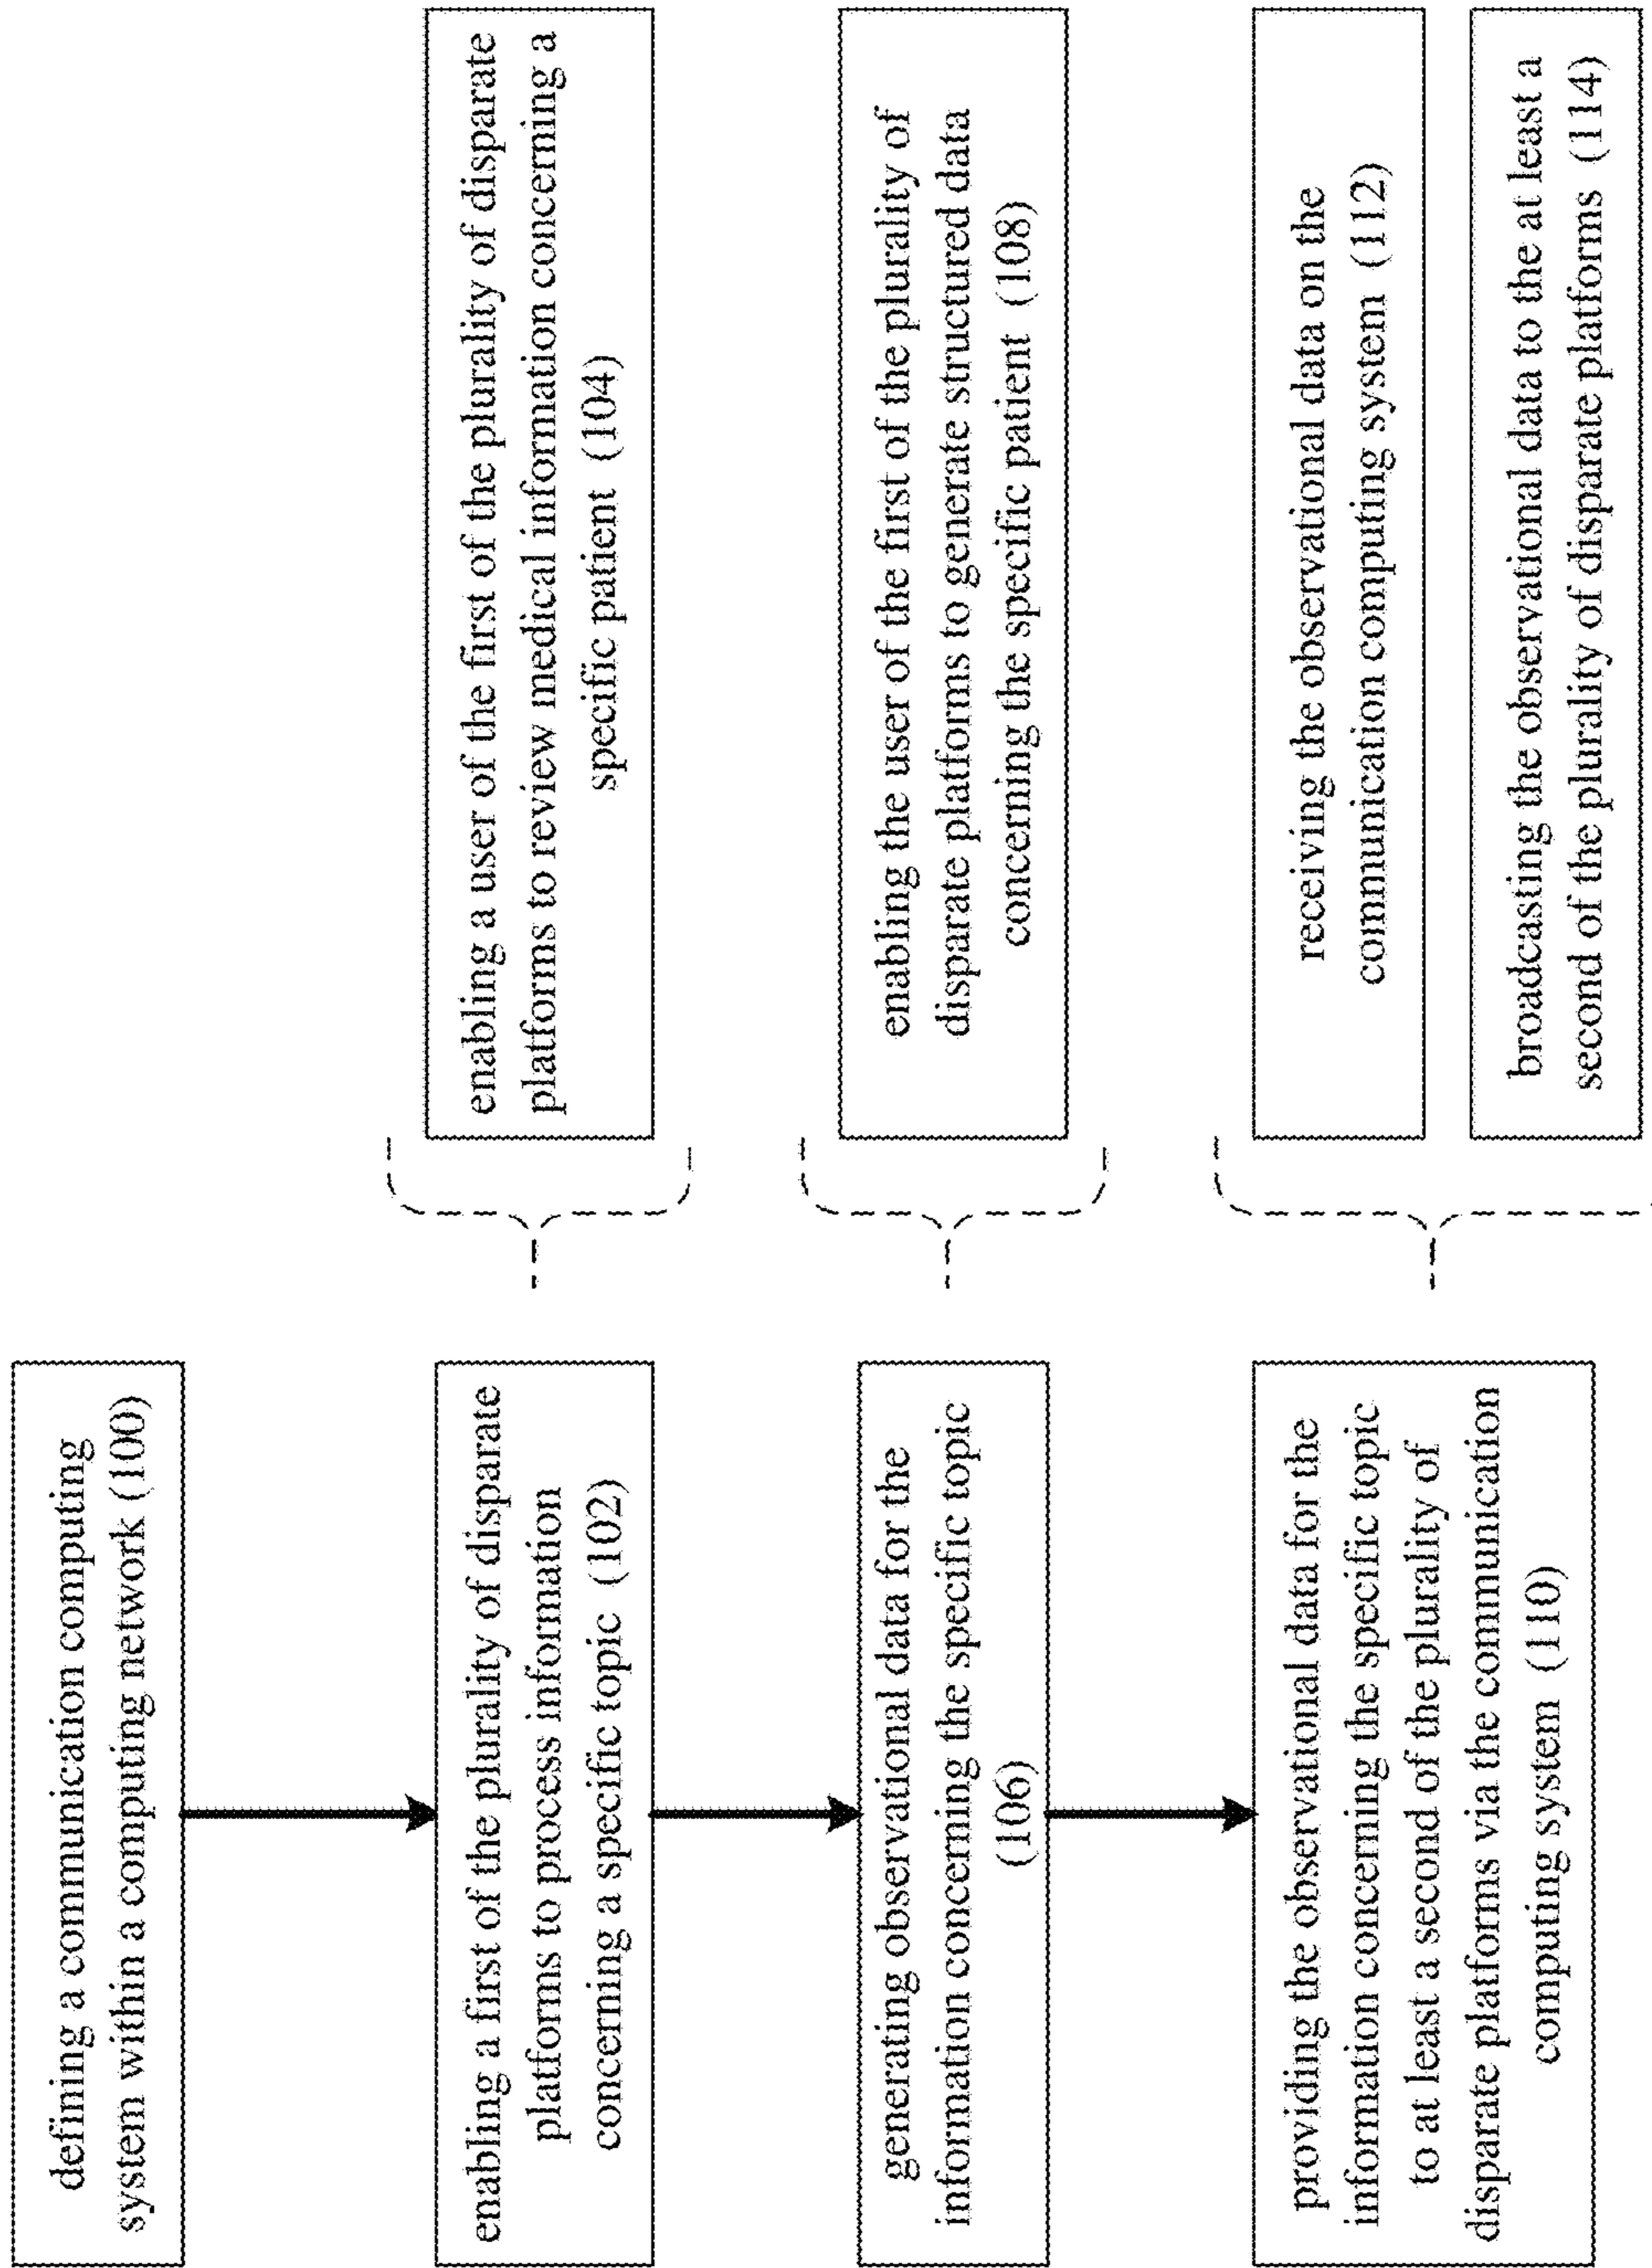 defining a communication computing
system within a computing network (100)
enabling a first of the plurality of disparate
platforms to process information
concerning a specific topic (102)
enabling a user of the first of the plurality of disparate
platforms to review medical information concerning a
specific patient (104)
generating observational data for the
information concerning the specific topic
(106)
enabling the user of the first of the plurality of
disparate platforms to generate structured data
concerning the specific patient (108)
providing the observational data for the
information concerning the specific topic
to at least a second of the plurality of
disparate platforms via the communication
computing system (110)
receiving the observational data on the
communication computing system (112)
broadcasting the observational data to the at least a
second of the plurality of disparate platforms (114)